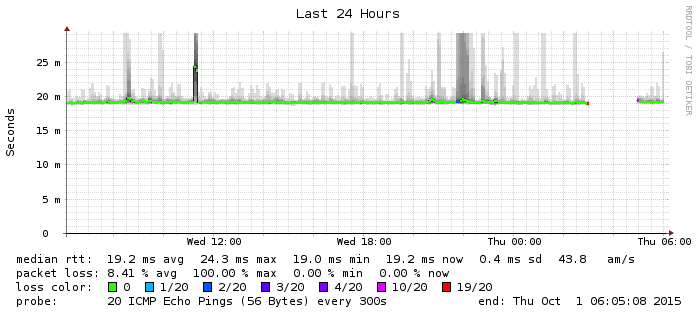 Last 24 Hours
RRDTOOL / TOBI OETIKER
Seconds
25 m
20 m
15 m
10 m
5 m
0
Wed 12:00 Wed 18:00 Thu 00:00 Thu 06:00
median rtt: 19.2 ms avg 24.3 ms max 19.0 ms min 19.2 ms now 0.4 ms sd 43.8 am/s
packet loss: 8.41 % avg 100.00 % max 0.00 % min 0.00 % now
loss color: 0 1/20 2/20 3/20 4/20 10/20 19/20
probe: 20 ICMP Echo Pings (56 Bytes) every 300s end: Thu Oct 1 06:05:08 2015